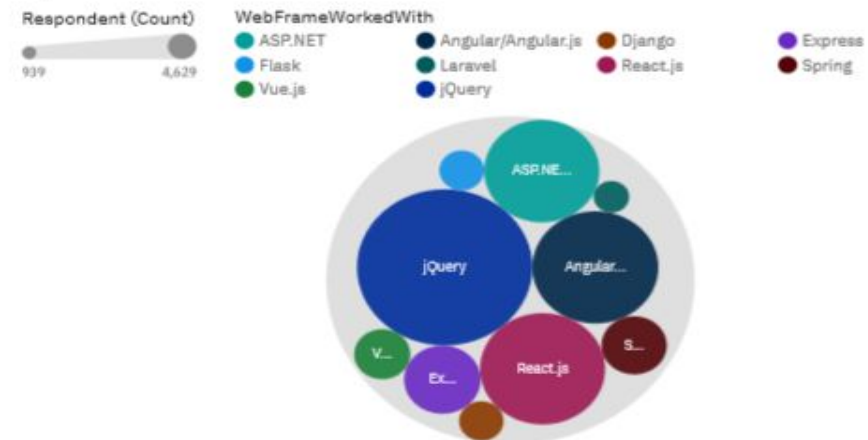 Respondent (Count)
939 4,629
WebFrameWorkedWith
ASP.NET Angular/Angular.js Django Express
Flask Laravel React.js Spring
Vue.js jQuery
ASP.NE...
jQuery
Angular...
V...
Ex...
React.js
S...